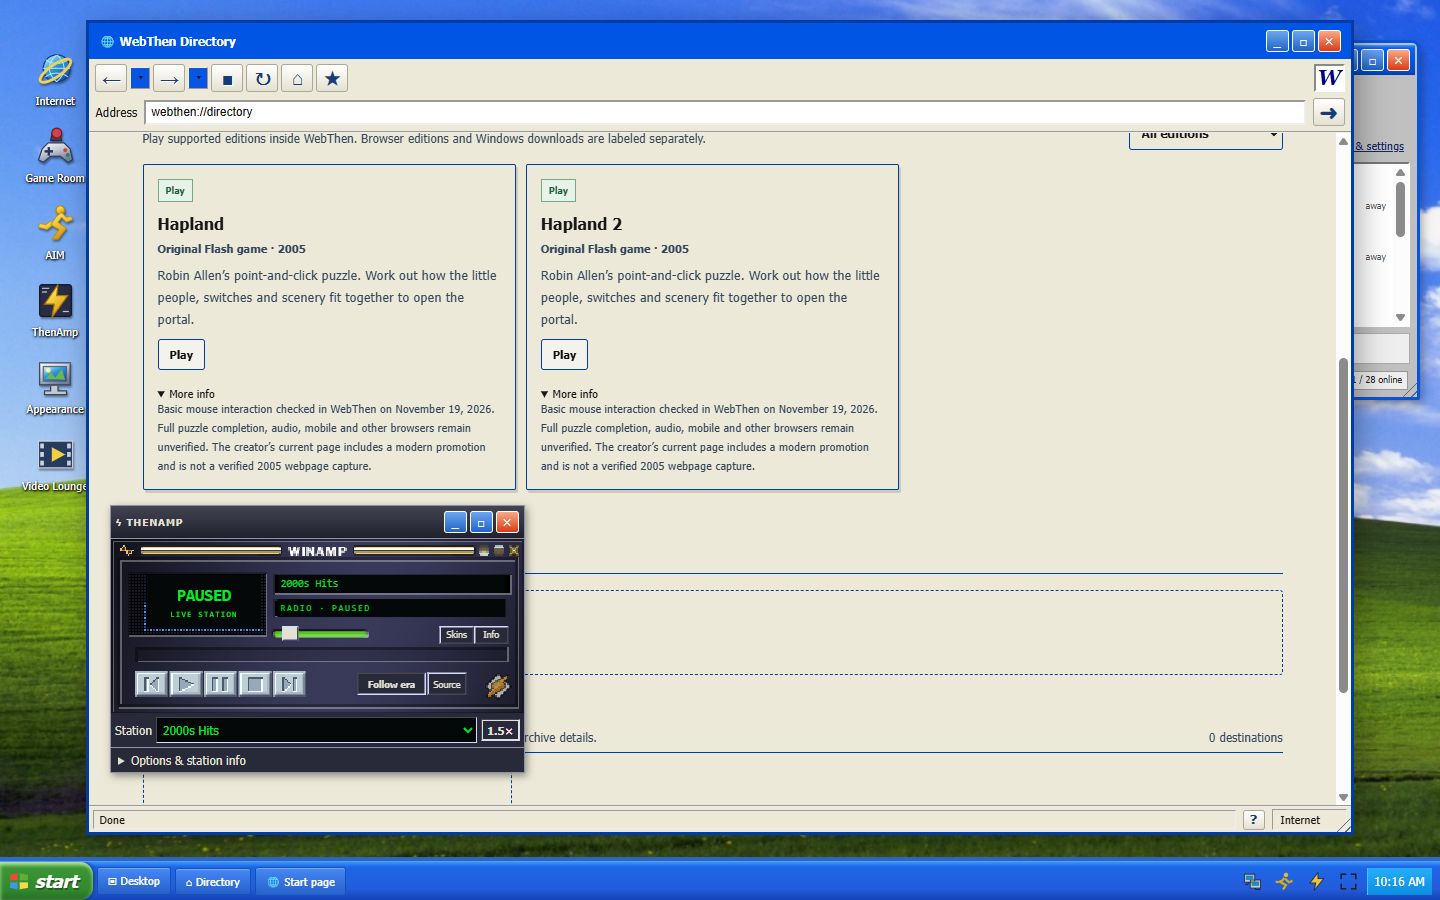 WebThen Directory
Address
webthen://directory
W
Play supported editions inside WebThen. Browser editions and Windows downloads are labeled separately.
All editions
Play
Hapland
Original Flash game · 2005
Robin Allen’s point-and-click puzzle. Work out how the little
people, switches and scenery fit together to open the
portal.
Play
▼ More info
Basic mouse interaction checked in WebThen on November 19, 2026.
Full puzzle completion, audio, mobile and other browsers remain
unverified. The creator’s current page includes a modern promotion
and is not a verified 2005 webpage capture.
Play
Hapland 2
Original Flash game · 2005
Robin Allen’s point-and-click puzzle. Work out how the little
people, switches and scenery fit together to open the
portal.
Play
▼ More info
Basic mouse interaction checked in WebThen on November 19, 2026.
Full puzzle completion, audio, mobile and other browsers remain
unverified. The creator’s current page includes a modern promotion
and is not a verified 2005 webpage capture.
details.
0 destinations
Done
?
Internet
THENAMP
WINAMP
PAUSED
LIVE STATION
2000s Hits
RADIO · PAUSED
Skins
Info
Follow era
Source
Station
2000s Hits
1.5×
▶ Options & station info
& settings
away
away
/ 28 online
Internet
Game Room
AIM
ThenAmp
Appearance
Video Lounge
start
Desktop
Directory
Start page
10:16 AM